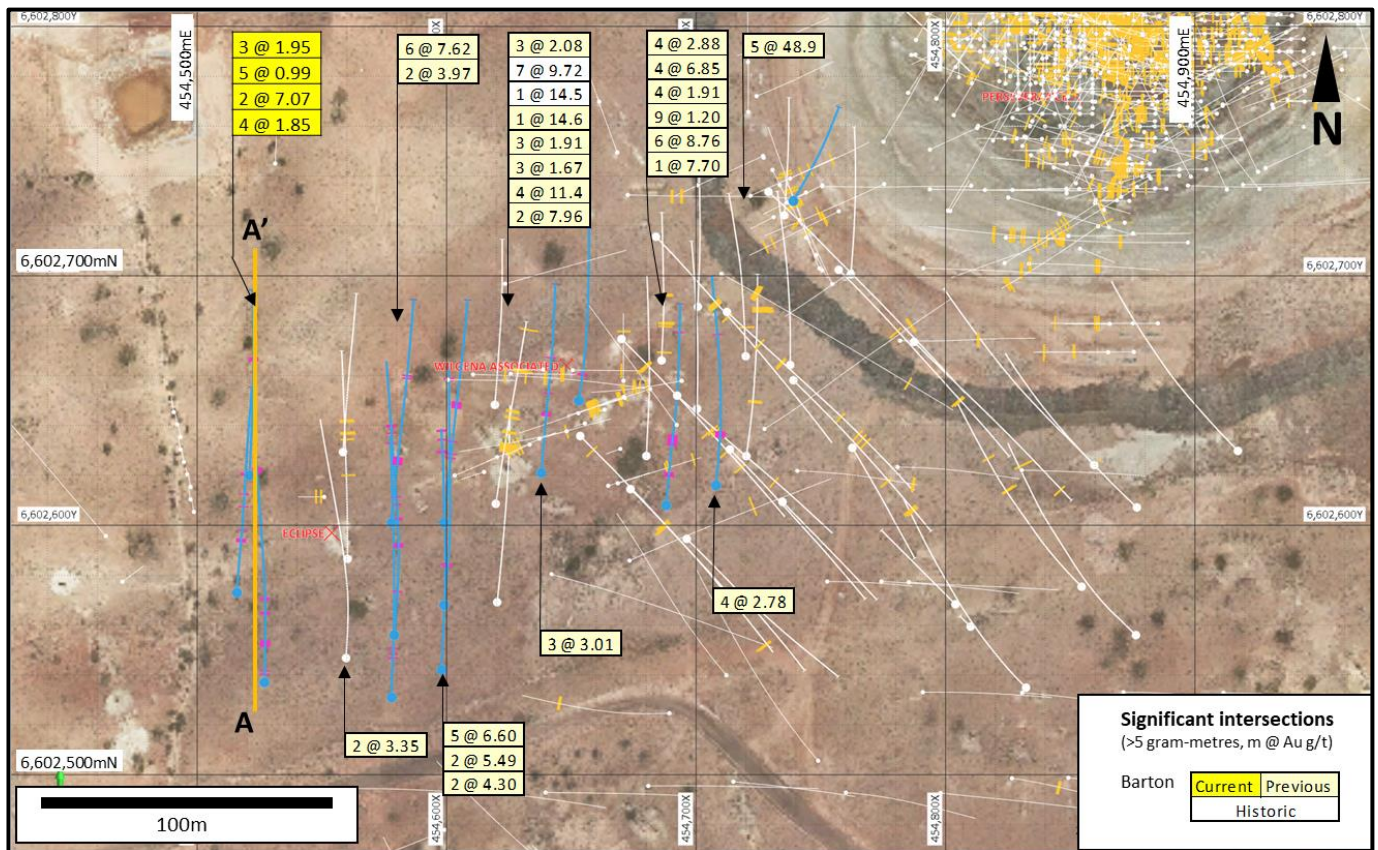 6,602,800Y
6,602,800Y
454,500mE
454,800X
454,900mE
N
3 @ 1.95
5 @ 0.99
2 @ 7.07
4 @ 1.85
6 @ 7.62
2 @ 3.97
3 @ 2.08
7 @ 9.72
1 @ 14.5
1 @ 14.6
3 @ 1.91
3 @ 1.67
4 @ 11.4
2 @ 7.96
4 @ 2.88
4 @ 6.85
4 @ 1.91
9 @ 1.20
6 @ 8.76
1 @ 7.70
5 @ 48.9
A'
6,602,700mN
6,602,700Y
ASSOCIATED
6,602,600Y
6,602,600Y
ECLIPSE
4 @ 2.78
3 @ 3.01
A
2 @ 3.35
5 @ 6.60
2 @ 5.49
2 @ 4.30
6,602,500mN
454,600X
454,700X
454,800X
100m
Significant intersections
(>5 gram-metres, m @ Au g/t)
Barton
Current Previous
Historic